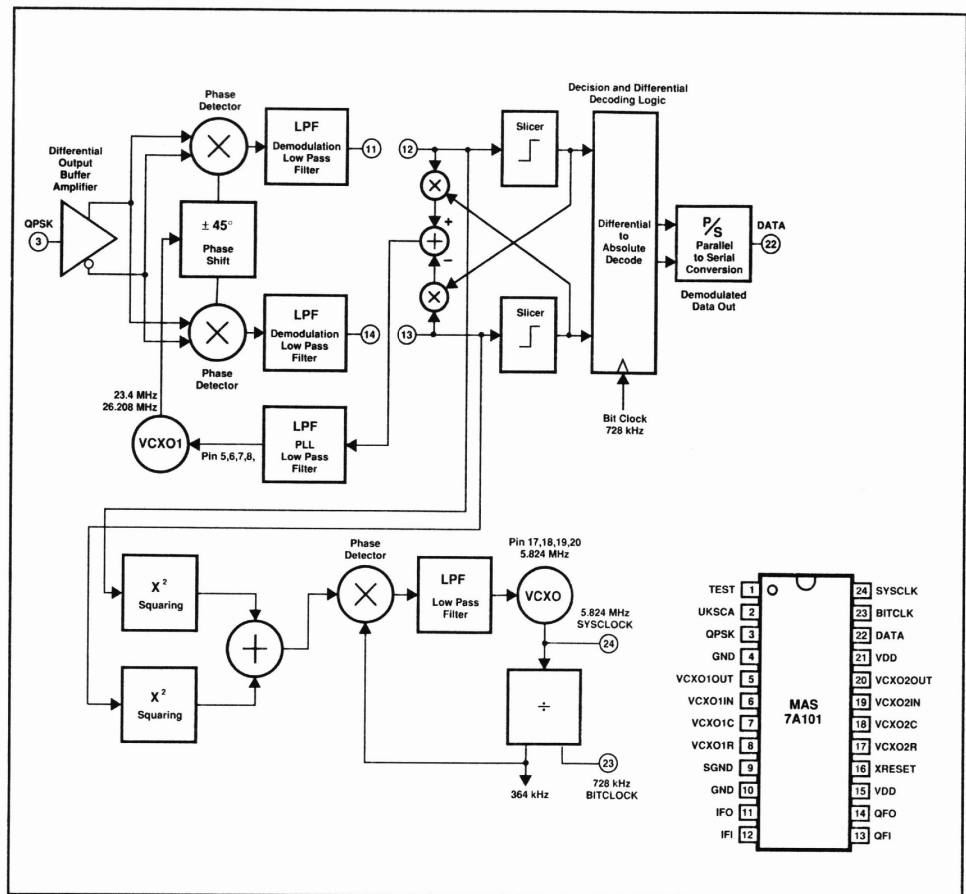 Phase
Detector
Decision and Differential
Decoding Logic
Differential
Output
Buffer
Amplifier
QPSK
3
LPF
Demodulation
Low Pass
Filter
11
12
Slicer
± 45°
Phase
Shift
+
−
Differential
to
Absolute
Decode
P/S
Parallel
to Serial
Conversion
DATA
22
Demodulated
Data Out
LPF
Demodulation
Low Pass
Filter
14
13
Slicer
Phase
Detector
23.4 MHz
26.208 MHz
VCXO1
Pin 5,6,7,8,
LPF
PLL
Low Pass
Filter
Bit Clock
728 kHz
X²
Squaring
X²
Squaring
Phase
Detector
LPF
Low Pass
Filter
Pin 17,18,19,20
5.824 MHz
VCXO
5.824 MHz
SYSCLOCK
24
÷
23
364 kHz
728 kHz
BITCLOCK
MAS
7A101
TEST 1
UKSCA 2
QPSK 3
GND 4
VCXO1OUT 5
VCXO1IN 6
VCXO1C 7
VCXO1R 8
SGND 9
GND 10
IFO 11
IFI 12
24 SYSCLK
23 BITCLK
22 DATA
21 VDD
20 VCXO2OUT
19 VCXO2IN
18 VCXO2C
17 VCXO2R
16 XRESET
15 VDD
14 QFO
13 QFI